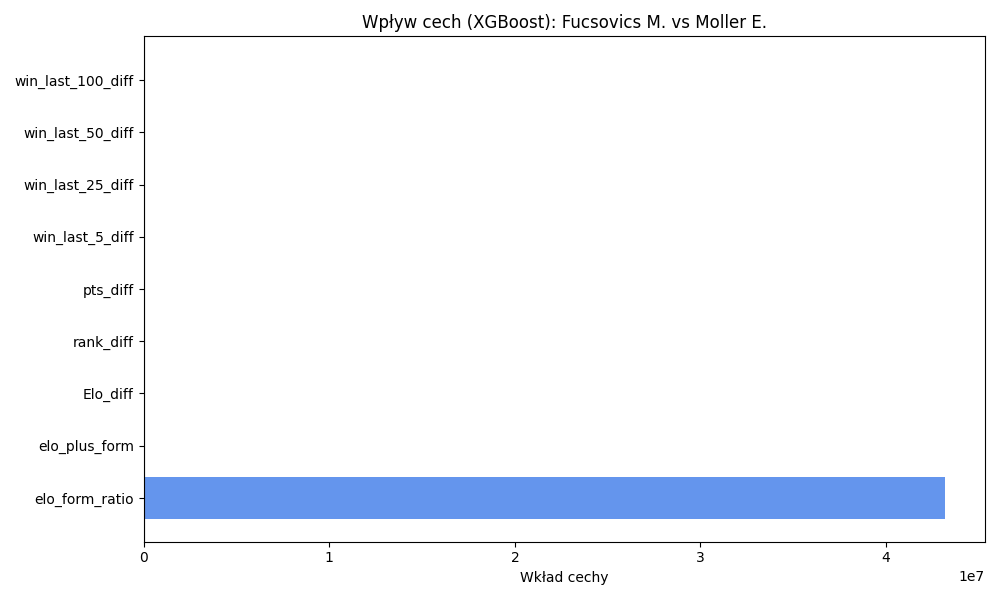 Wpływ cech (XGBoost): Fucsovics M. vs Moller E.
win_last_100_diff
win_last_50_diff
win_last_25_diff
win_last_5_diff
pts_diff
rank_diff
Elo_diff
elo_plus_form
elo_form_ratio
0 1 2 3 4
1e7
Wkład cechy